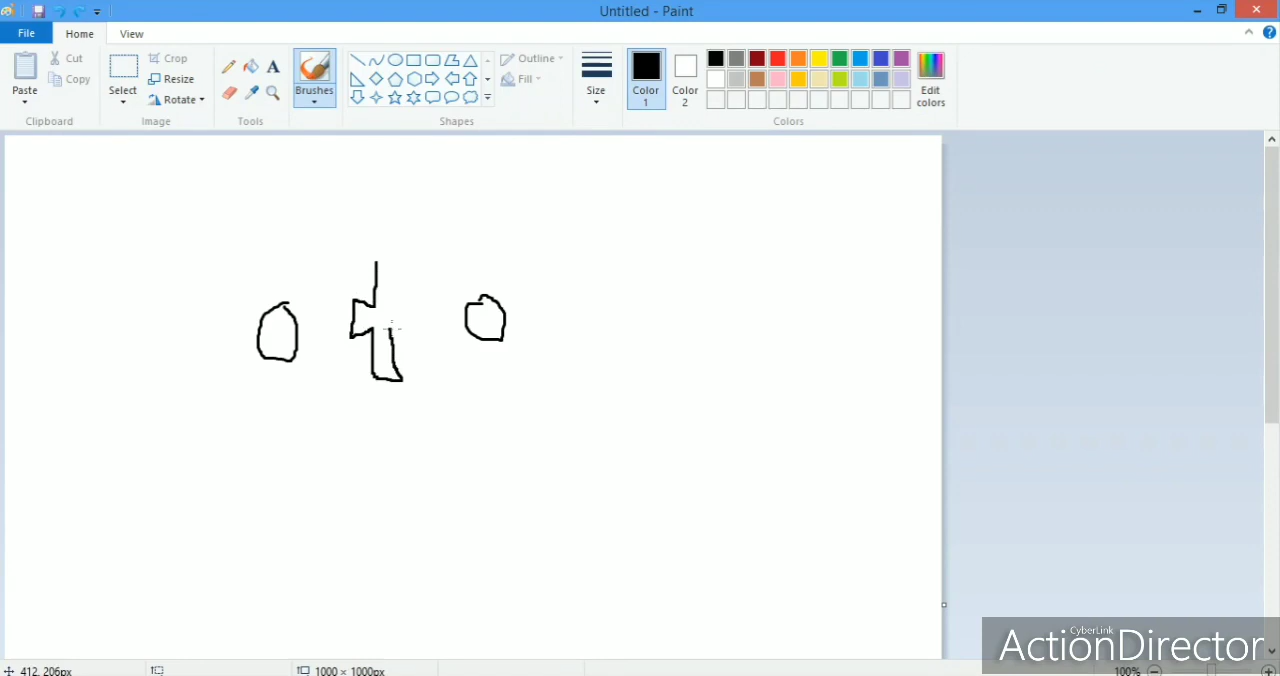 Untitled - Paint
File Home View
Paste Cut Copy
Clipboard
Select Crop Resize Rotate
Image
A
Tools
Brushes
Outline Fill
Shapes
Size
Color 1
Color 2
Edit colors
Colors
CyberLink
ActionDirector
412, 206px
1000 × 1000px
100%